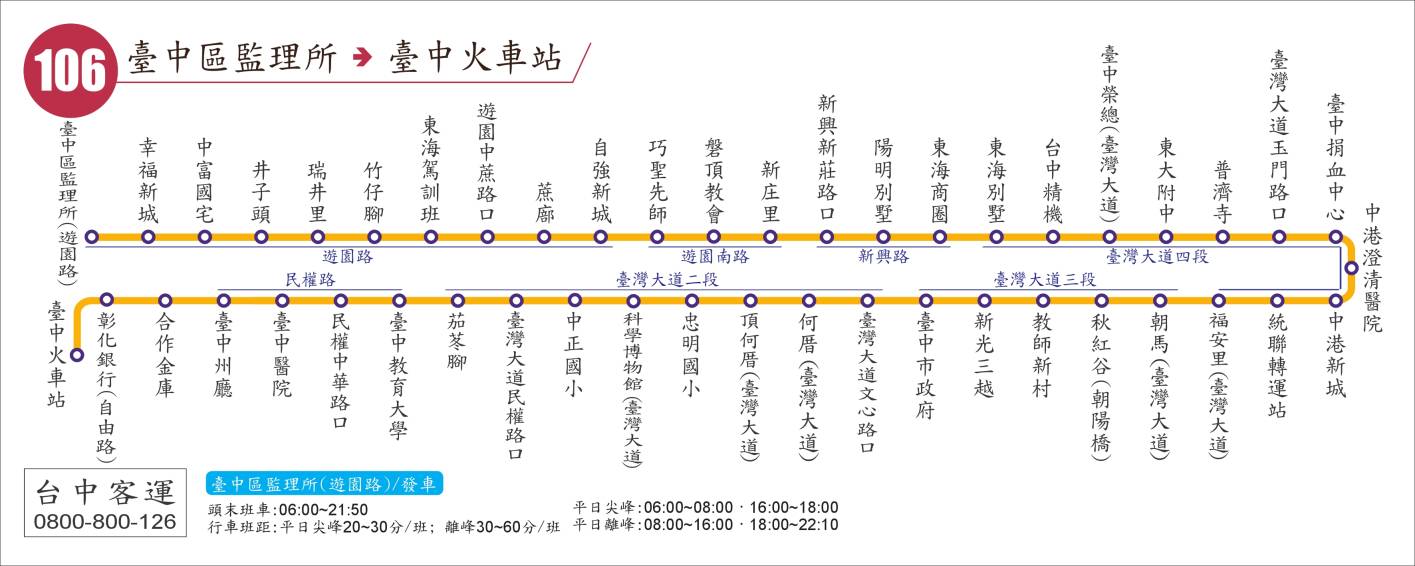 106 臺中區監理所 ➔ 臺中火車站
臺中區監理所(遊園路)
幸福新城
中富國宅
井子頭
瑞井里
竹仔腳
東海駕訓班
遊園中蔗路口
蔗廍
自強新城
巧聖先師
磐頂教會
新庄里
新興新莊路口
陽明別墅
東海商圈
東海別墅
台中精機
臺中榮總(臺灣大道)
東大附中
普濟寺
臺灣大道玉門路口
臺中捐血中心
中港澄清醫院
遊園路
遊園南路
新興路
臺灣大道四段
民權路
臺灣大道二段
臺灣大道三段
臺中火車站
彰化銀行(自由路)
合作金庫
臺中州廳
臺中醫院
民權中華路口
臺中教育大學
茄苳腳
臺灣大道民權路口
中正國小
科學博物館(臺灣大道)
忠明國小
頂何厝(臺灣大道)
何厝(臺灣大道)
臺灣大道文心路口
臺中市政府
新光三越
教師新村
秋紅谷(朝陽橋)
朝馬(臺灣大道)
福安里(臺灣大道)
統聯轉運站
中港新城
台中客運
0800-800-126
臺中區監理所(遊園路)/發車
頭末班車:06:00~21:50
行車班距:平日尖峰20~30分/班; 離峰30~60分/班
平日尖峰:06:00~08:00‧16:00~18:00
平日離峰:08:00~16:00‧18:00~22:10